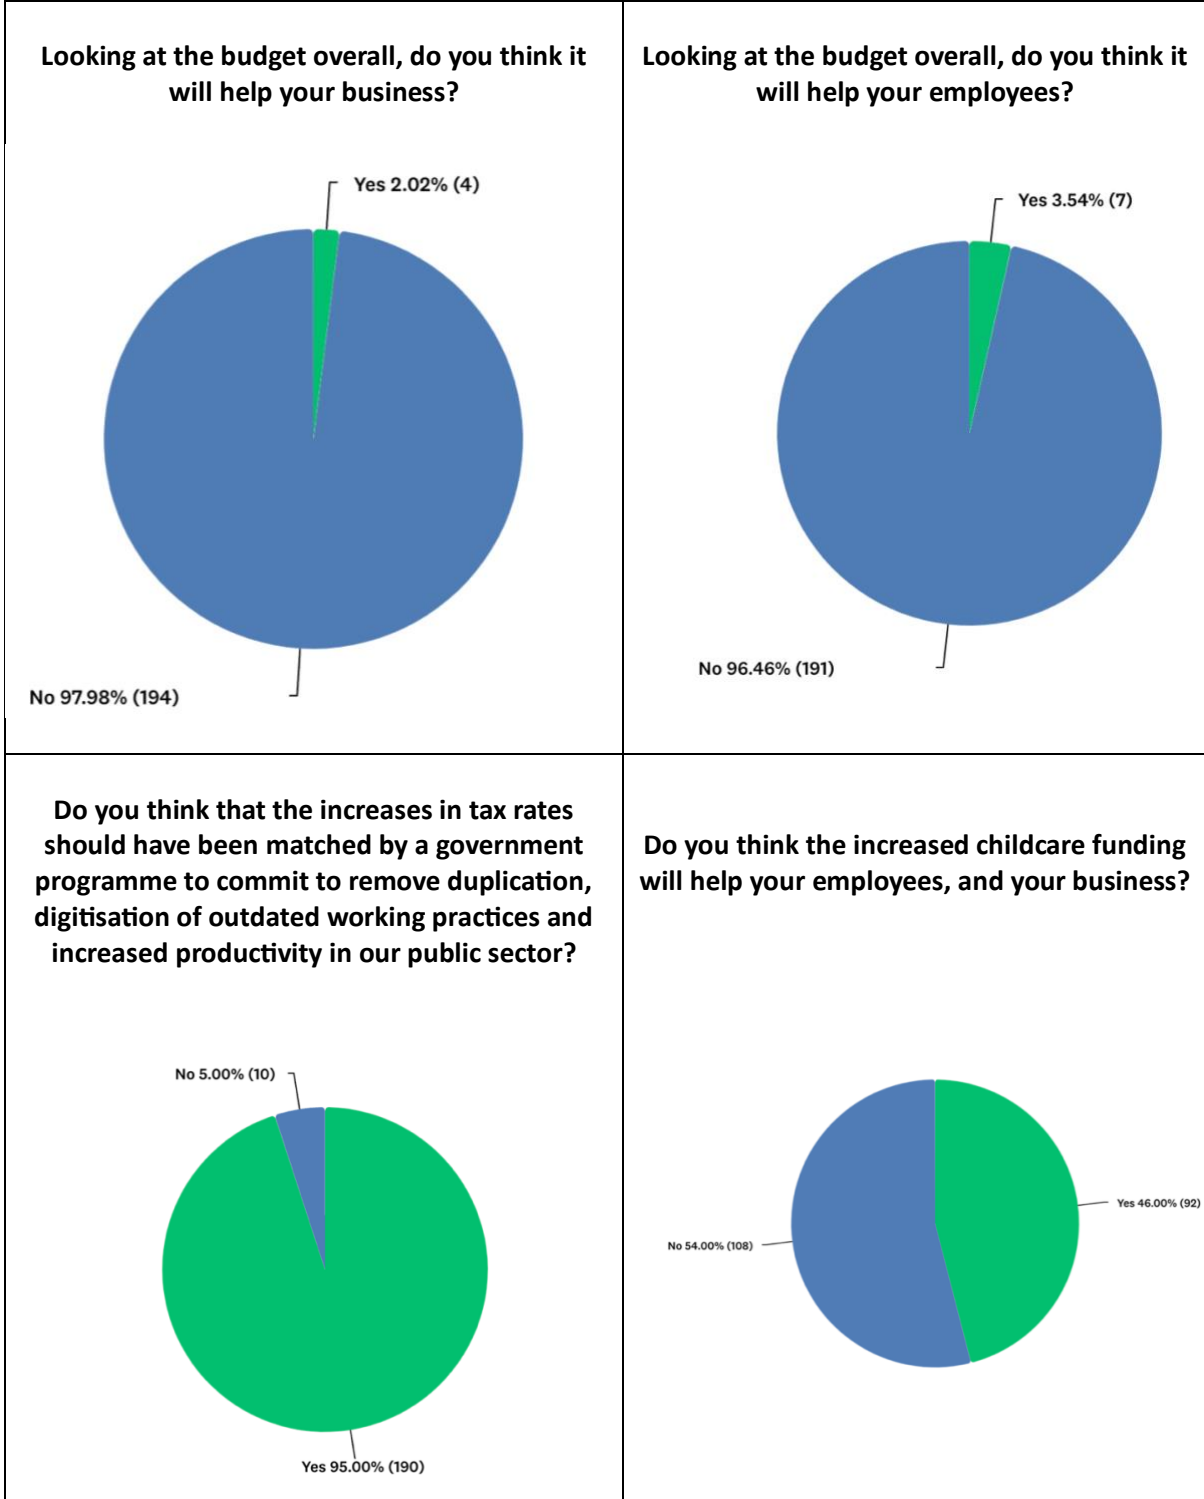 Looking at the budget overall, do you think it
will help your business?
Yes 2.02% (4)
No 97.98% (194)
Looking at the budget overall, do you think it
will help your employees?
Yes 3.54% (7)
No 96.46% (191)
Do you think that the increases in tax rates
should have been matched by a government
programme to commit to remove duplication,
digitisation of outdated working practices and
increased productivity in our public sector?
No 5.00% (10)
Yes 95.00% (190)
Do you think the increased childcare funding
will help your employees, and your business?
Yes 46.00% (92)
No 54.00% (108)